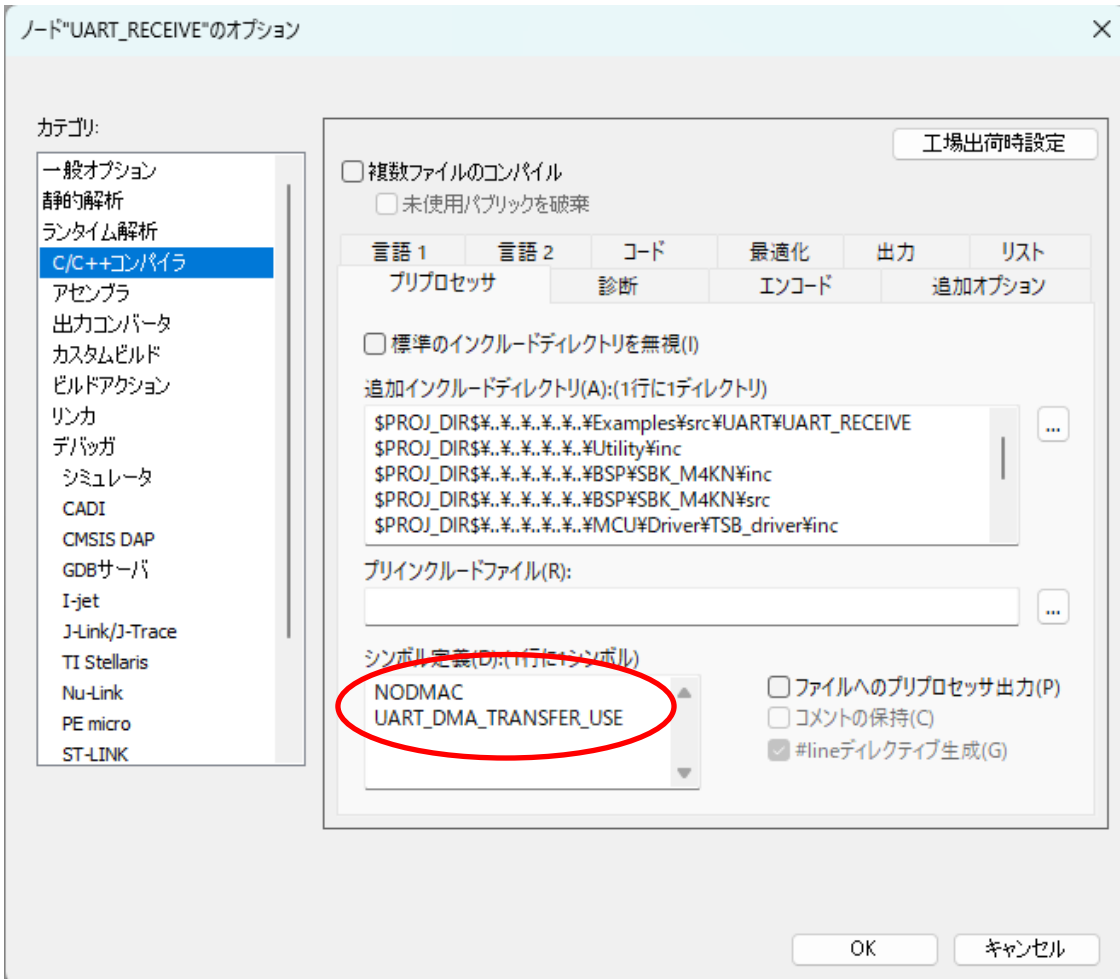 ノード"UART_RECEIVE"のオプション
カテゴリ:
一般オプション
静的解析
ランタイム解析
C/C++コンパイラ
アセンブラ
出力コンバータ
カスタムビルド
ビルドアクション
リンカ
デバッガ
シミュレータ
CADI
CMSIS DAP
GDBサーバ
I-jet
J-Link/J-Trace
TI Stellaris
Nu-Link
PE micro
ST-LINK
工場出荷時設定
複数ファイルのコンパイル
未使用パブリックを破棄
言語 1 言語 2 コード 最適化 出力 リスト
プリプロセッサ 診断 エンコード 追加オプション
標準のインクルードディレクトリを無視(I)
追加インクルードディレクトリ(A):(1行に1ディレクトリ)
$PROJ_DIR$¥..¥..¥..¥..¥..¥..¥Examples¥src¥UART¥UART_RECEIVE
$PROJ_DIR$¥..¥..¥..¥..¥..¥..¥Utility¥inc
$PROJ_DIR$¥..¥..¥..¥..¥..¥..¥BSP¥SBK_M4KN¥inc
$PROJ_DIR$¥..¥..¥..¥..¥..¥..¥BSP¥SBK_M4KN¥src
$PROJ_DIR$¥..¥..¥..¥..¥..¥..¥MCU¥Driver¥TSB_driver¥inc
...
プリインクルードファイル(R):
...
シンボル定義(D):(1行に1シンボル)
NODMAC
UART_DMA_TRANSFER_USE
ファイルへのプリプロセッサ出力(P)
コメントの保持(C)
#lineディレクティブ生成(G)
OK キャンセル